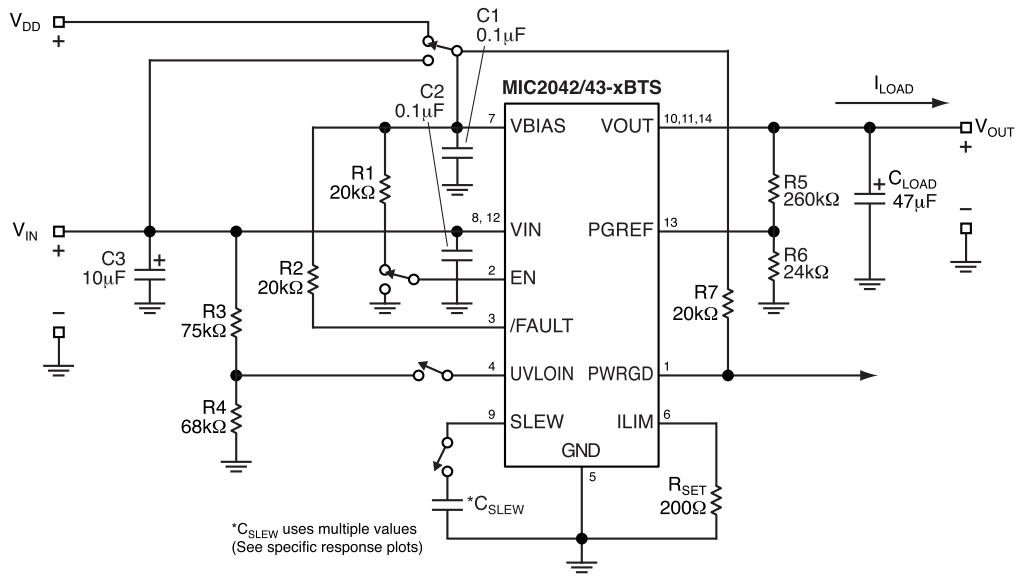 VDD
+
C1
0.1µF
C2
0.1µF
MIC2042/43-xBTS
ILOAD
7
VBIAS
VOUT
10,11,14
VOUT
+
R1
20kΩ
R5
260kΩ
+
CLOAD
47µF
VIN
+
8, 12
VIN
PGREF
13
–
C3
10µF
+
R2
20kΩ
2
EN
R6
24kΩ
–
R3
75kΩ
3
/FAULT
R7
20kΩ
4
UVLOIN
PWRGD
1
R4
68kΩ
9
SLEW
ILIM
6
GND
5
*CSLEW
RSET
200Ω
*CSLEW uses multiple values
(See specific response plots)